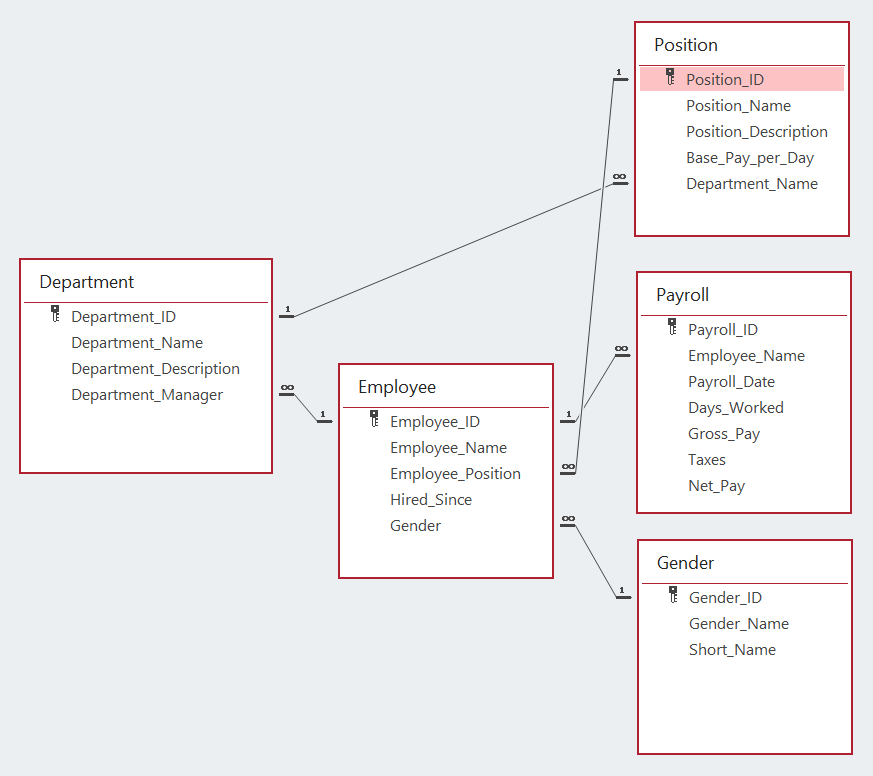 Position
Position_ID
Position_Name
Position_Description
Base_Pay_per_Day
Department_Name
1
∞
Department
Department_ID
Department_Name
Department_Description
Department_Manager
1
∞
Employee
Employee_ID
Employee_Name
Employee_Position
Hired_Since
Gender
1
1
∞
∞
Payroll
Payroll_ID
Employee_Name
Payroll_Date
Days_Worked
Gross_Pay
Taxes
Net_Pay
∞
Gender
Gender_ID
Gender_Name
Short_Name
1